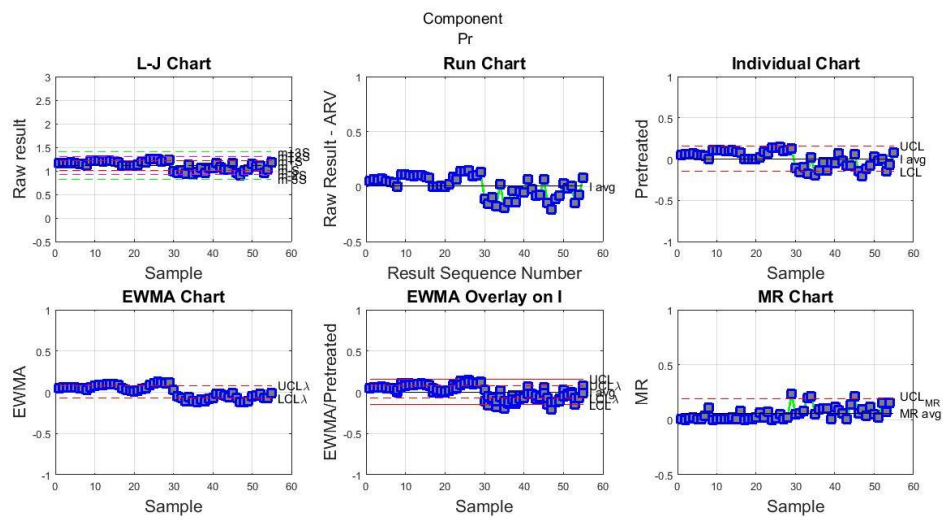 Component
Pr
L-J Chart
Raw result
3
2.5
2
1.5
1
0.5
0
-0.5
0 10 20 30 40 50 60
Sample
Run Chart
Raw Result - ARV
0.5
0
-0.5
I avg
0 10 20 30 40 50 60
Result Sequence Number
Individual Chart
Pretreated
1
0.5
0
-0.5
-1
UCL
I avg
LCL
0 10 20 30 40 50 60
Sample
EWMA Chart
EWMA
1
0.5
0
-0.5
-1
UCLλ
LCLλ
0 10 20 30 40 50 60
Sample
EWMA Overlay on I
EWMA/Pretreated
1
0.5
0
-0.5
-1
UCL
UCLλ
I avg
LCLλ
LCL
0 10 20 30 40 50 60
Sample
MR Chart
MR
1
0.5
0
-0.5
UCLMR
MR avg
0 10 20 30 40 50 60
Sample